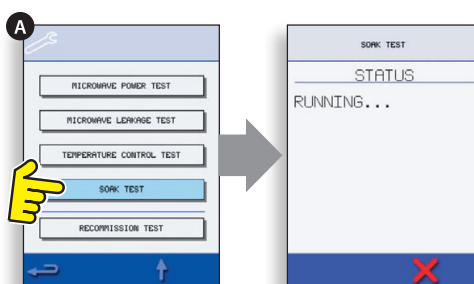 A
MICROWAVE POWER TEST
MICROWAVE LEAKAGE TEST
TEMPERATURE CONTROL TEST
SOAK TEST
RECOMMISSION TEST
SOAK TEST
STATUS
RUNNING...